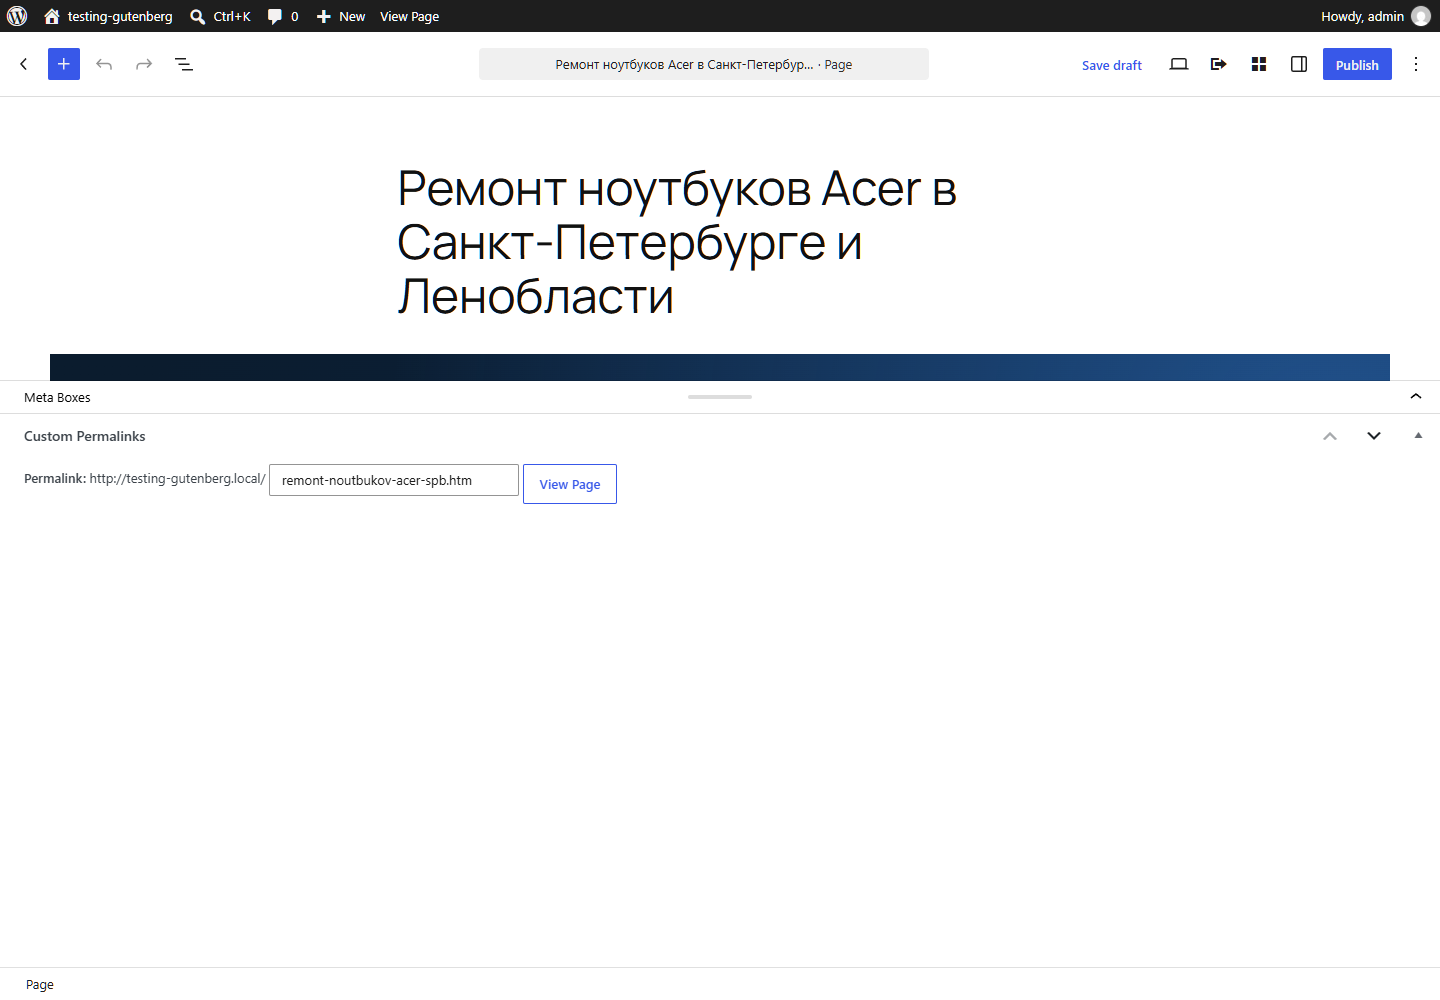 testing-gutenberg Ctrl+K 0 New View Page Howdy, admin
Ремонт ноутбуков Acer в Санкт-Петербур... · Page Save draft Publish
Ремонт ноутбуков Acer в
Санкт-Петербурге и
Ленобласти
Meta Boxes
Custom Permalinks
Permalink: http://testing-gutenberg.local/ remont-noutbukov-acer-spb.htm View Page
Page